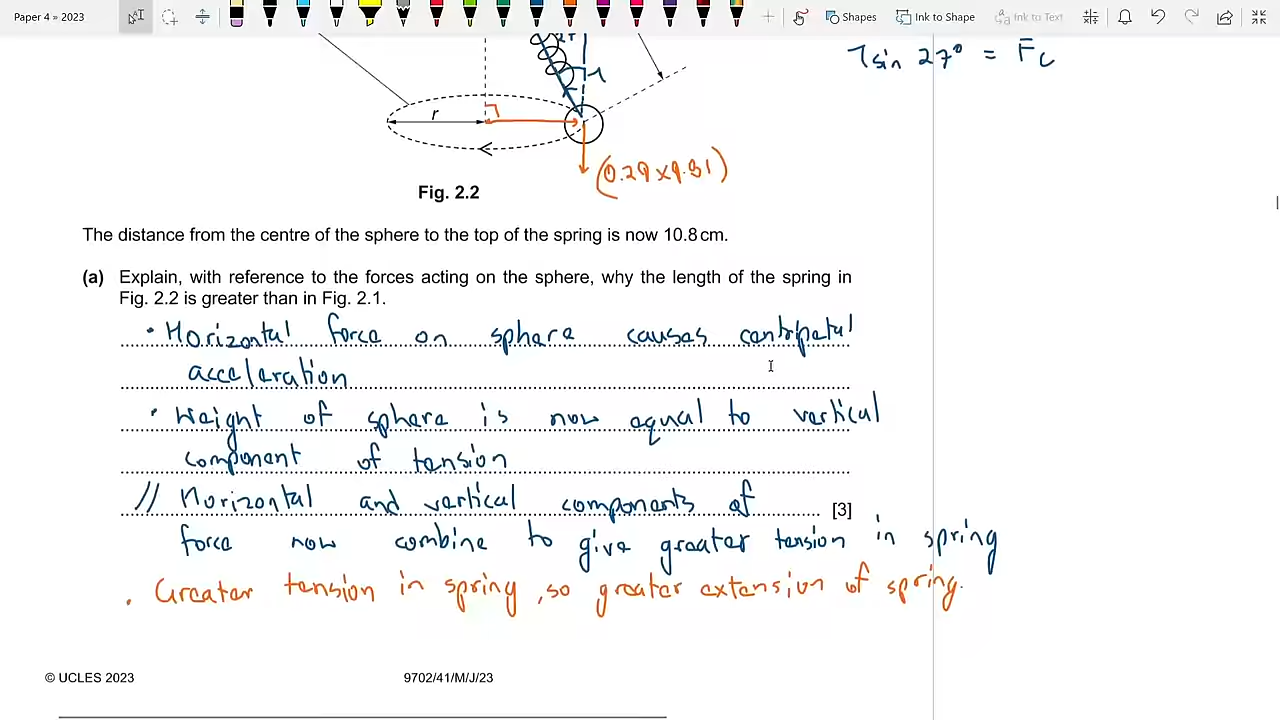 Paper 4 » 2023
Shapes
Ink to Shape
Ink to Text
T sin 27° = Fc
r
(0.29×9.81)
Fig. 2.2
The distance from the centre of the sphere to the top of the spring is now 10.8 cm.
(a) Explain, with reference to the forces acting on the sphere, why the length of the spring in
Fig. 2.2 is greater than in Fig. 2.1.
• Horizontal force on sphere causes centripetal
acceleration
• Weight of sphere is now equal to vertical
component of tension
// Horizontal and vertical components of
[3]
force now combine to give greater tension in spring
. Greater tension in spring, so greater extension of spring.
© UCLES 2023
9702/41/M/J/23